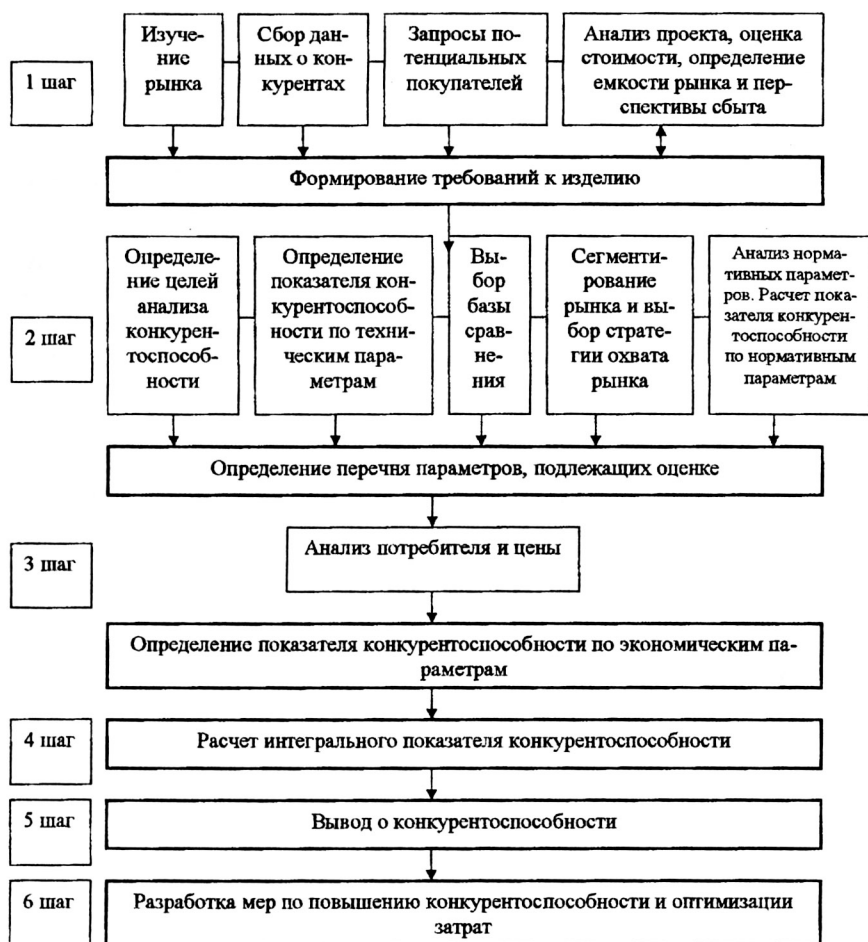 1 шаг
Изуче-
ние
рынка
Сбор дан-
ных о кон-
курентах
Запросы по-
тенциальных
покупателей
Анализ проекта, оценка
стоимости, определение
емкости рынка и пер-
спективы сбыта
Формирование требований к изделию
2 шаг
Определе-
ние целей
анализа
конкурен-
тоспособ-
ности
Определение
показателя кон-
курентоспособ-
ности по техни-
ческим пара-
метрам
Вы-
бор
базы
срав-
не-
ния
Сегменти-
рование
рынка и вы-
бор страте-
гии охвата
рынка
Анализ норма-
тивных парамет-
ров. Расчет пока-
зателя конкурен-
тоспособности
по нормативным
параметрам
Определение перечня параметров, подлежащих оценке
3 шаг
Анализ потребителя и цены
Определение показателя конкурентоспособности по экономическим па-
раметрам
4 шаг
Расчет интегрального показателя конкурентоспособности
5 шаг
Вывод о конкурентоспособности
6 шаг
Разработка мер по повышению конкурентоспособности и оптимизации
затрат